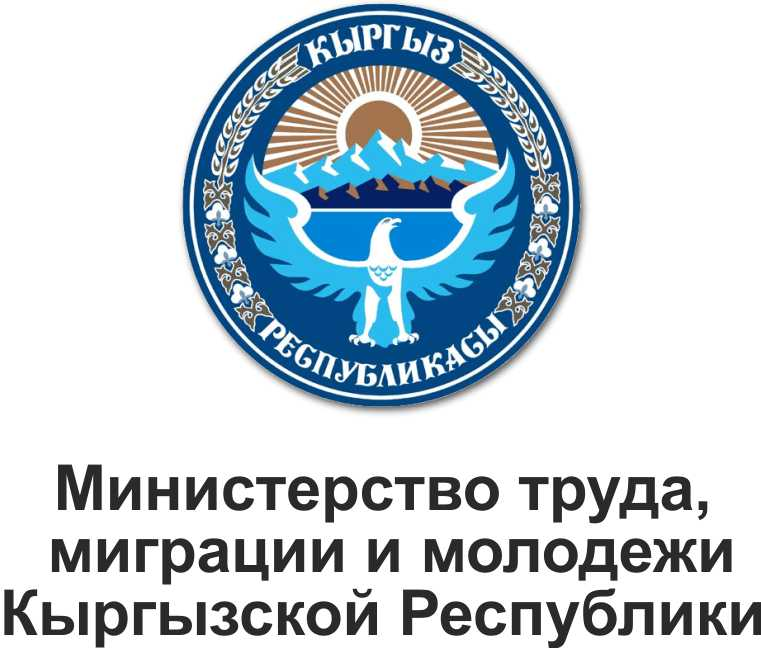 КЫРГЫЗ
РЕСПУБЛИКАСЫ
Министерство труда,
миграции и молодежи
Кыргызской Республики